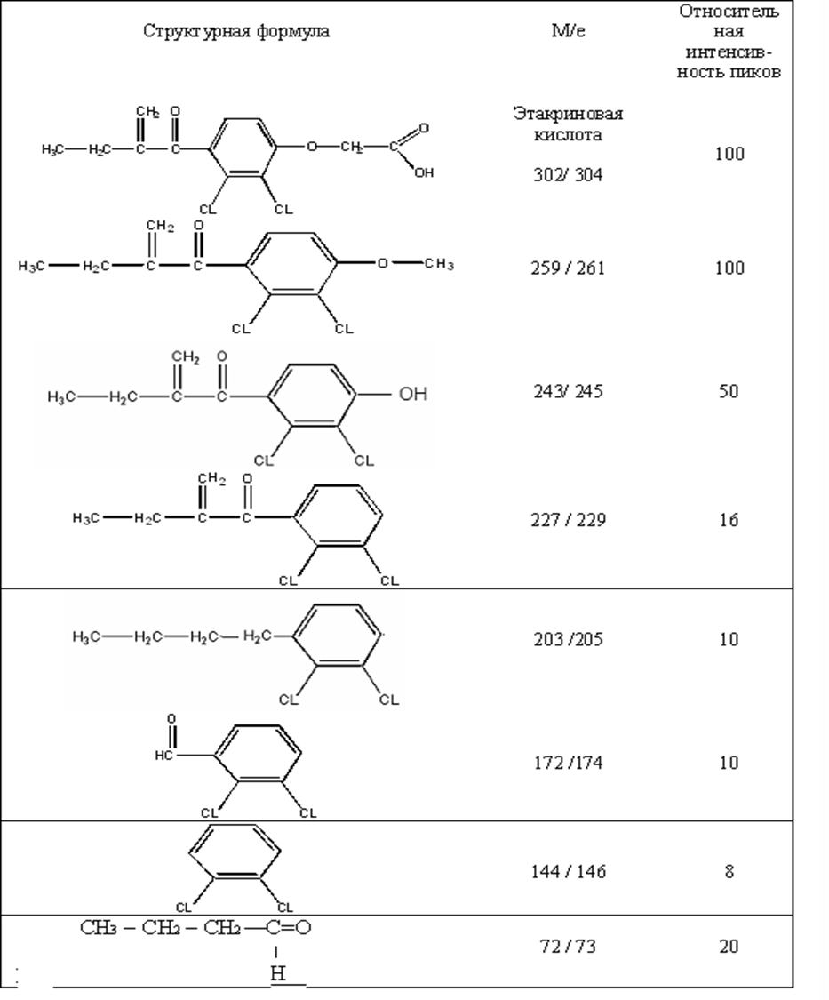 Структурная формула
М/е
Относитель
ная
интенсив-
ность пиков
CH₂ O
H₃C H₂C C C O CH₂ C O
OH
CL CL
Этакриновая
кислота
302/ 304
100
CH₂ O
H₃C H₂C C C O CH₃
CL CL
259 / 261
100
CH₂ O
H₃C H₂C C C OH
CL CL
243/ 245
50
CH₂ O
H₃C H₂C C C
CL CL
227 / 229
16
H₃C H₂C H₂C H₂C
CL CL
203 /205
10
O
HC
CL CL
172 /174
10
CL CL
144 / 146
8
CH₃ – CH₂ – CH₂ — C=O
H
72 / 73
20